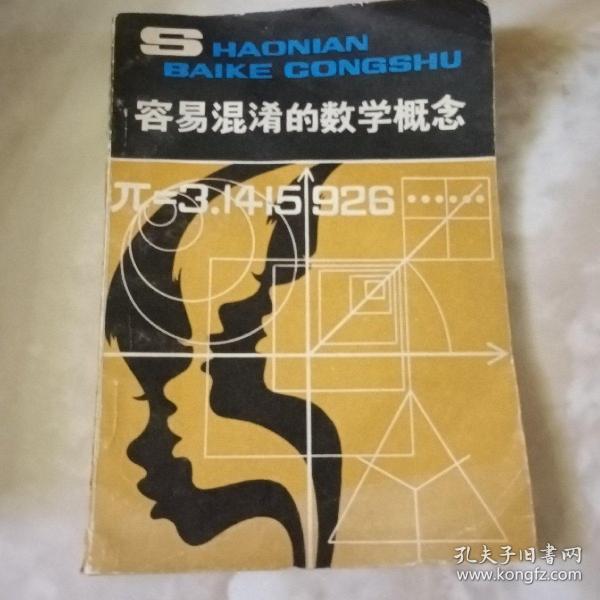 SHAONIAN
BAIKE CONGSHU
容易混淆的数学概念
π=3.1415926……
孔夫子旧书网
www.kongfz.com